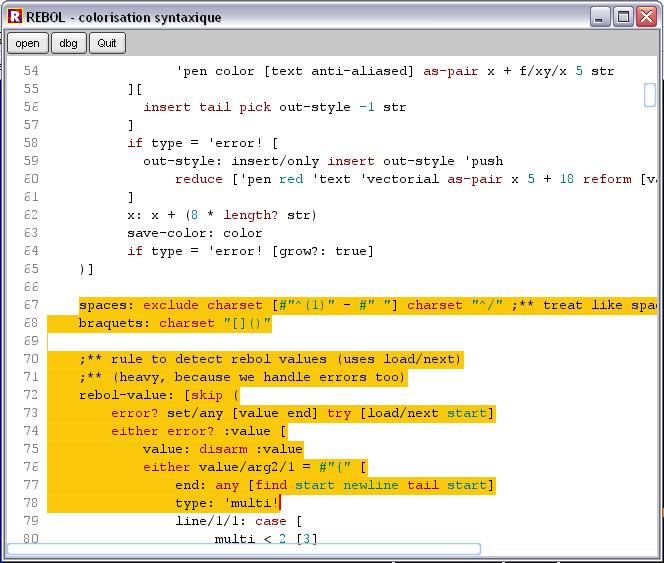 REBOL - colorisation syntaxique
open dbg Quit
54 'pen color [text anti-aliased] as-pair x + f/xy/x 5 str
55 ][
56 insert tail pick out-style -1 str
57 ]
58 if type = 'error! [
59 out-style: insert/only insert out-style 'push
60 reduce ['pen red 'text 'vectorial as-pair x 5 + 18 reform [va
61 ]
62 x: x + (8 * length? str)
63 save-color: color
64 if type = 'error! [grow?: true]
65 )]
66
67 spaces: exclude charset [#"^(1)" - #" "] charset "^/" ;** treat like spa
68 braquets: charset "[]()"
69
70 ;** rule to detect rebol values (uses load/next)
71 ;** (heavy, because we handle errors too)
72 rebol-value: [skip (
73 error? set/any [value end] try [load/next start]
74 either error? :value [
75 value: disarm :value
76 either value/arg2/1 = #"{" [
77 end: any [find start newline tail start]
78 type: 'multi!
79 line/1/1: case [
80 multi < 2 [3]